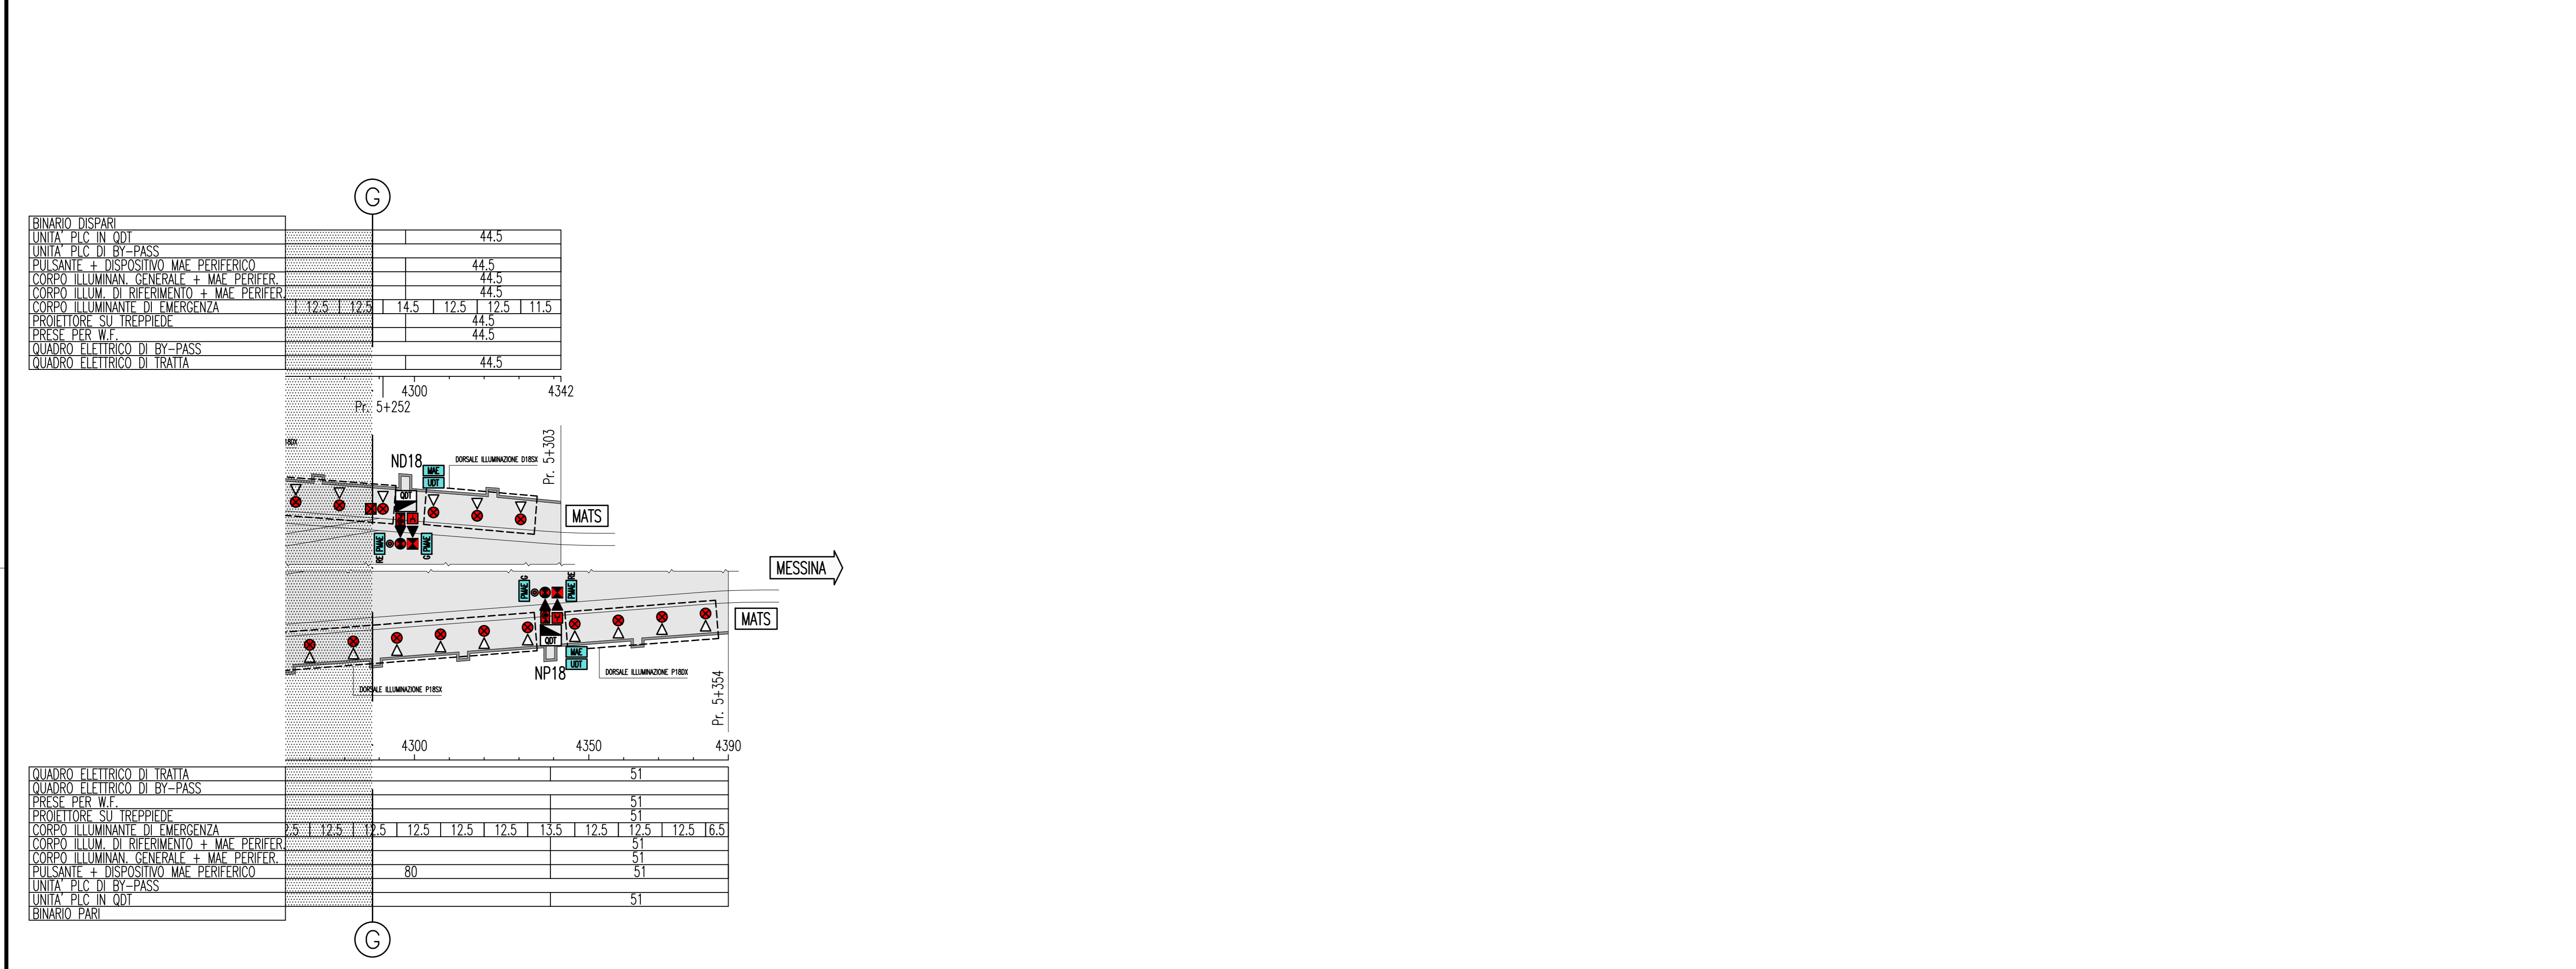 G
BINARIO DISPARI
UNITA' PLC IN QDT 44.5
UNITA' PLC DI BY-PASS
PULSANTE + DISPOSITIVO MAE PERIFERICO 44.5
CORPO ILLUMINAN. GENERALE + MAE PERIFER. 44.5
CORPO ILLUM. DI RIFERIMENTO + MAE PERIFER. 44.5
CORPO ILLUMINANTE DI EMERGENZA 12.5 12.5 14.5 12.5 12.5 11.5
PROIETTORE SU TREPPIEDE 44.5
PRESE PER W.F. 44.5
QUADRO ELETTRICO DI BY-PASS
QUADRO ELETTRICO DI TRATTA 44.5
4300 4342
Pr. 5+252
18DX
ND18
MAE
UDT
DORSALE ILLUMINAZIONE D18SX
Pr. 5+303
QDT
MATS
RE PMAE
G PMAE
MESSINA
PMAE G
PMAE RE
MATS
QDT
MAE
UDT
NP18
DORSALE ILLUMINAZIONE P18DX
DORSALE ILLUMINAZIONE P18SX
Pr. 5+354
4300 4350 4390
QUADRO ELETTRICO DI TRATTA 51
QUADRO ELETTRICO DI BY-PASS
PRESE PER W.F. 51
PROIETTORE SU TREPPIEDE 51
CORPO ILLUMINANTE DI EMERGENZA 2.5 12.5 12.5 12.5 12.5 12.5 13.5 12.5 12.5 12.5 6.5
CORPO ILLUM. DI RIFERIMENTO + MAE PERIFER. 51
CORPO ILLUMINAN. GENERALE + MAE PERIFER. 51
PULSANTE + DISPOSITIVO MAE PERIFERICO 80 51
UNITA' PLC DI BY-PASS
UNITA' PLC IN QDT 51
BINARIO PARI
G